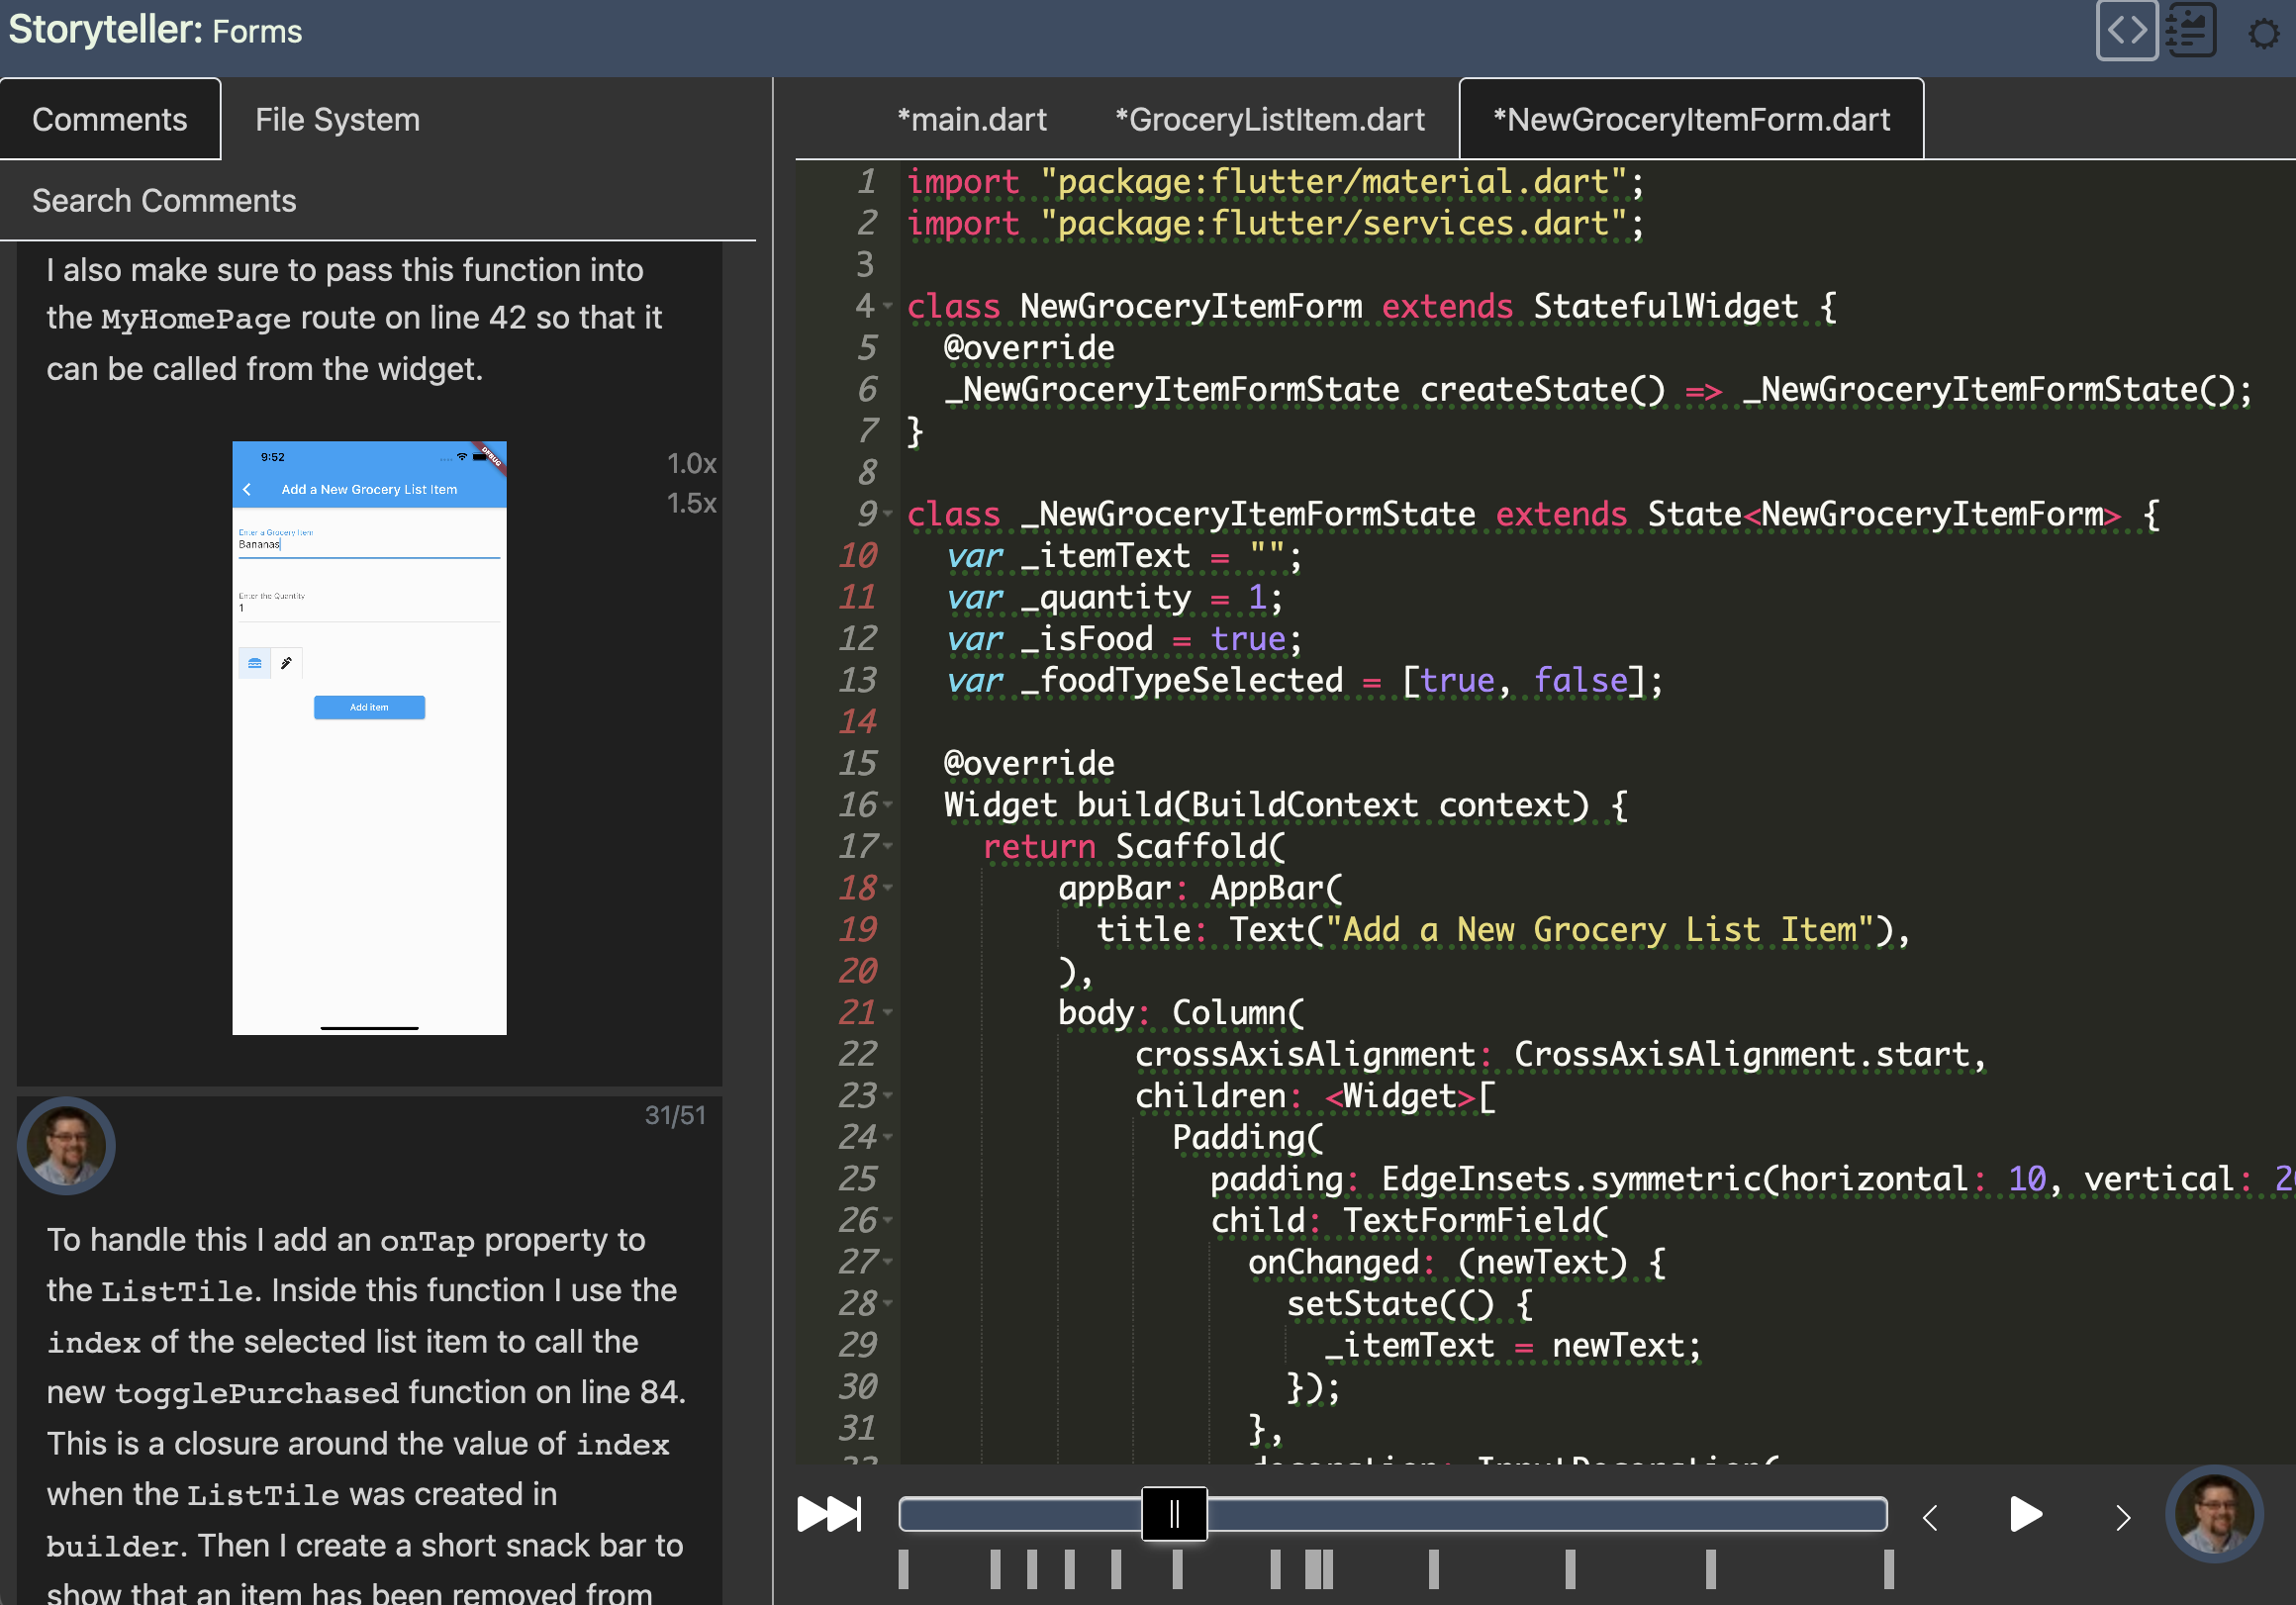 Storyteller: Forms
Comments
File System
Search Comments
I also make sure to pass this function into
the MyHomePage route on line 42 so that it
can be called from the widget.
9:52
DEBUG
Add a New Grocery List Item
Enter a Grocery Item
Bananas
Enter the Quantity
1
Add item
1.0x
1.5x
31/51
To handle this I add an onTap property to
the ListTile. Inside this function I use the
index of the selected list item to call the
new togglePurchased function on line 84.
This is a closure around the value of index
when the ListTile was created in
builder. Then I create a short snack bar to
show that an item has been removed from
*main.dart
*GroceryListItem.dart
*NewGroceryItemForm.dart
1 import "package:flutter/material.dart";
2 import "package:flutter/services.dart";
3
4 class NewGroceryItemForm extends StatefulWidget {
5 @override
6 _NewGroceryItemFormState createState() => _NewGroceryItemFormState();
7 }
8
9 class _NewGroceryItemFormState extends State<NewGroceryItemForm> {
10 var _itemText = "";
11 var _quantity = 1;
12 var _isFood = true;
13 var _foodTypeSelected = [true, false];
14
15 @override
16 Widget build(BuildContext context) {
17 return Scaffold(
18 appBar: AppBar(
19 title: Text("Add a New Grocery List Item"),
20 ),
21 body: Column(
22 crossAxisAlignment: CrossAxisAlignment.start,
23 children: <Widget>[
24 Padding(
25 padding: EdgeInsets.symmetric(horizontal: 10, vertical: 2
26 child: TextFormField(
27 onChanged: (newText) {
28 setState(() {
29 _itemText = newText;
30 });
31 },
32 decoration: InputDecoration(